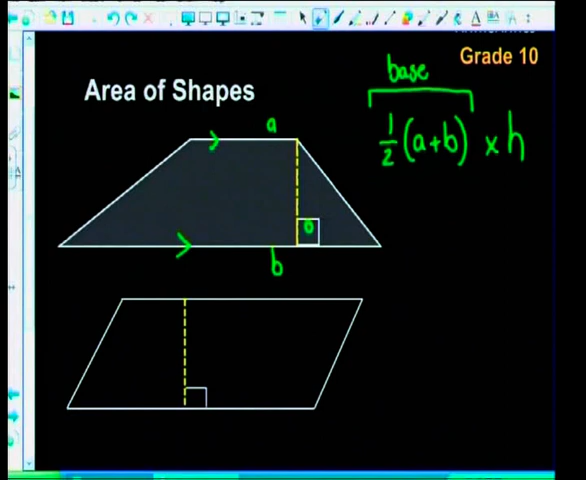 Grade 10
Area of Shapes
base
½(a+b) × h
a
b